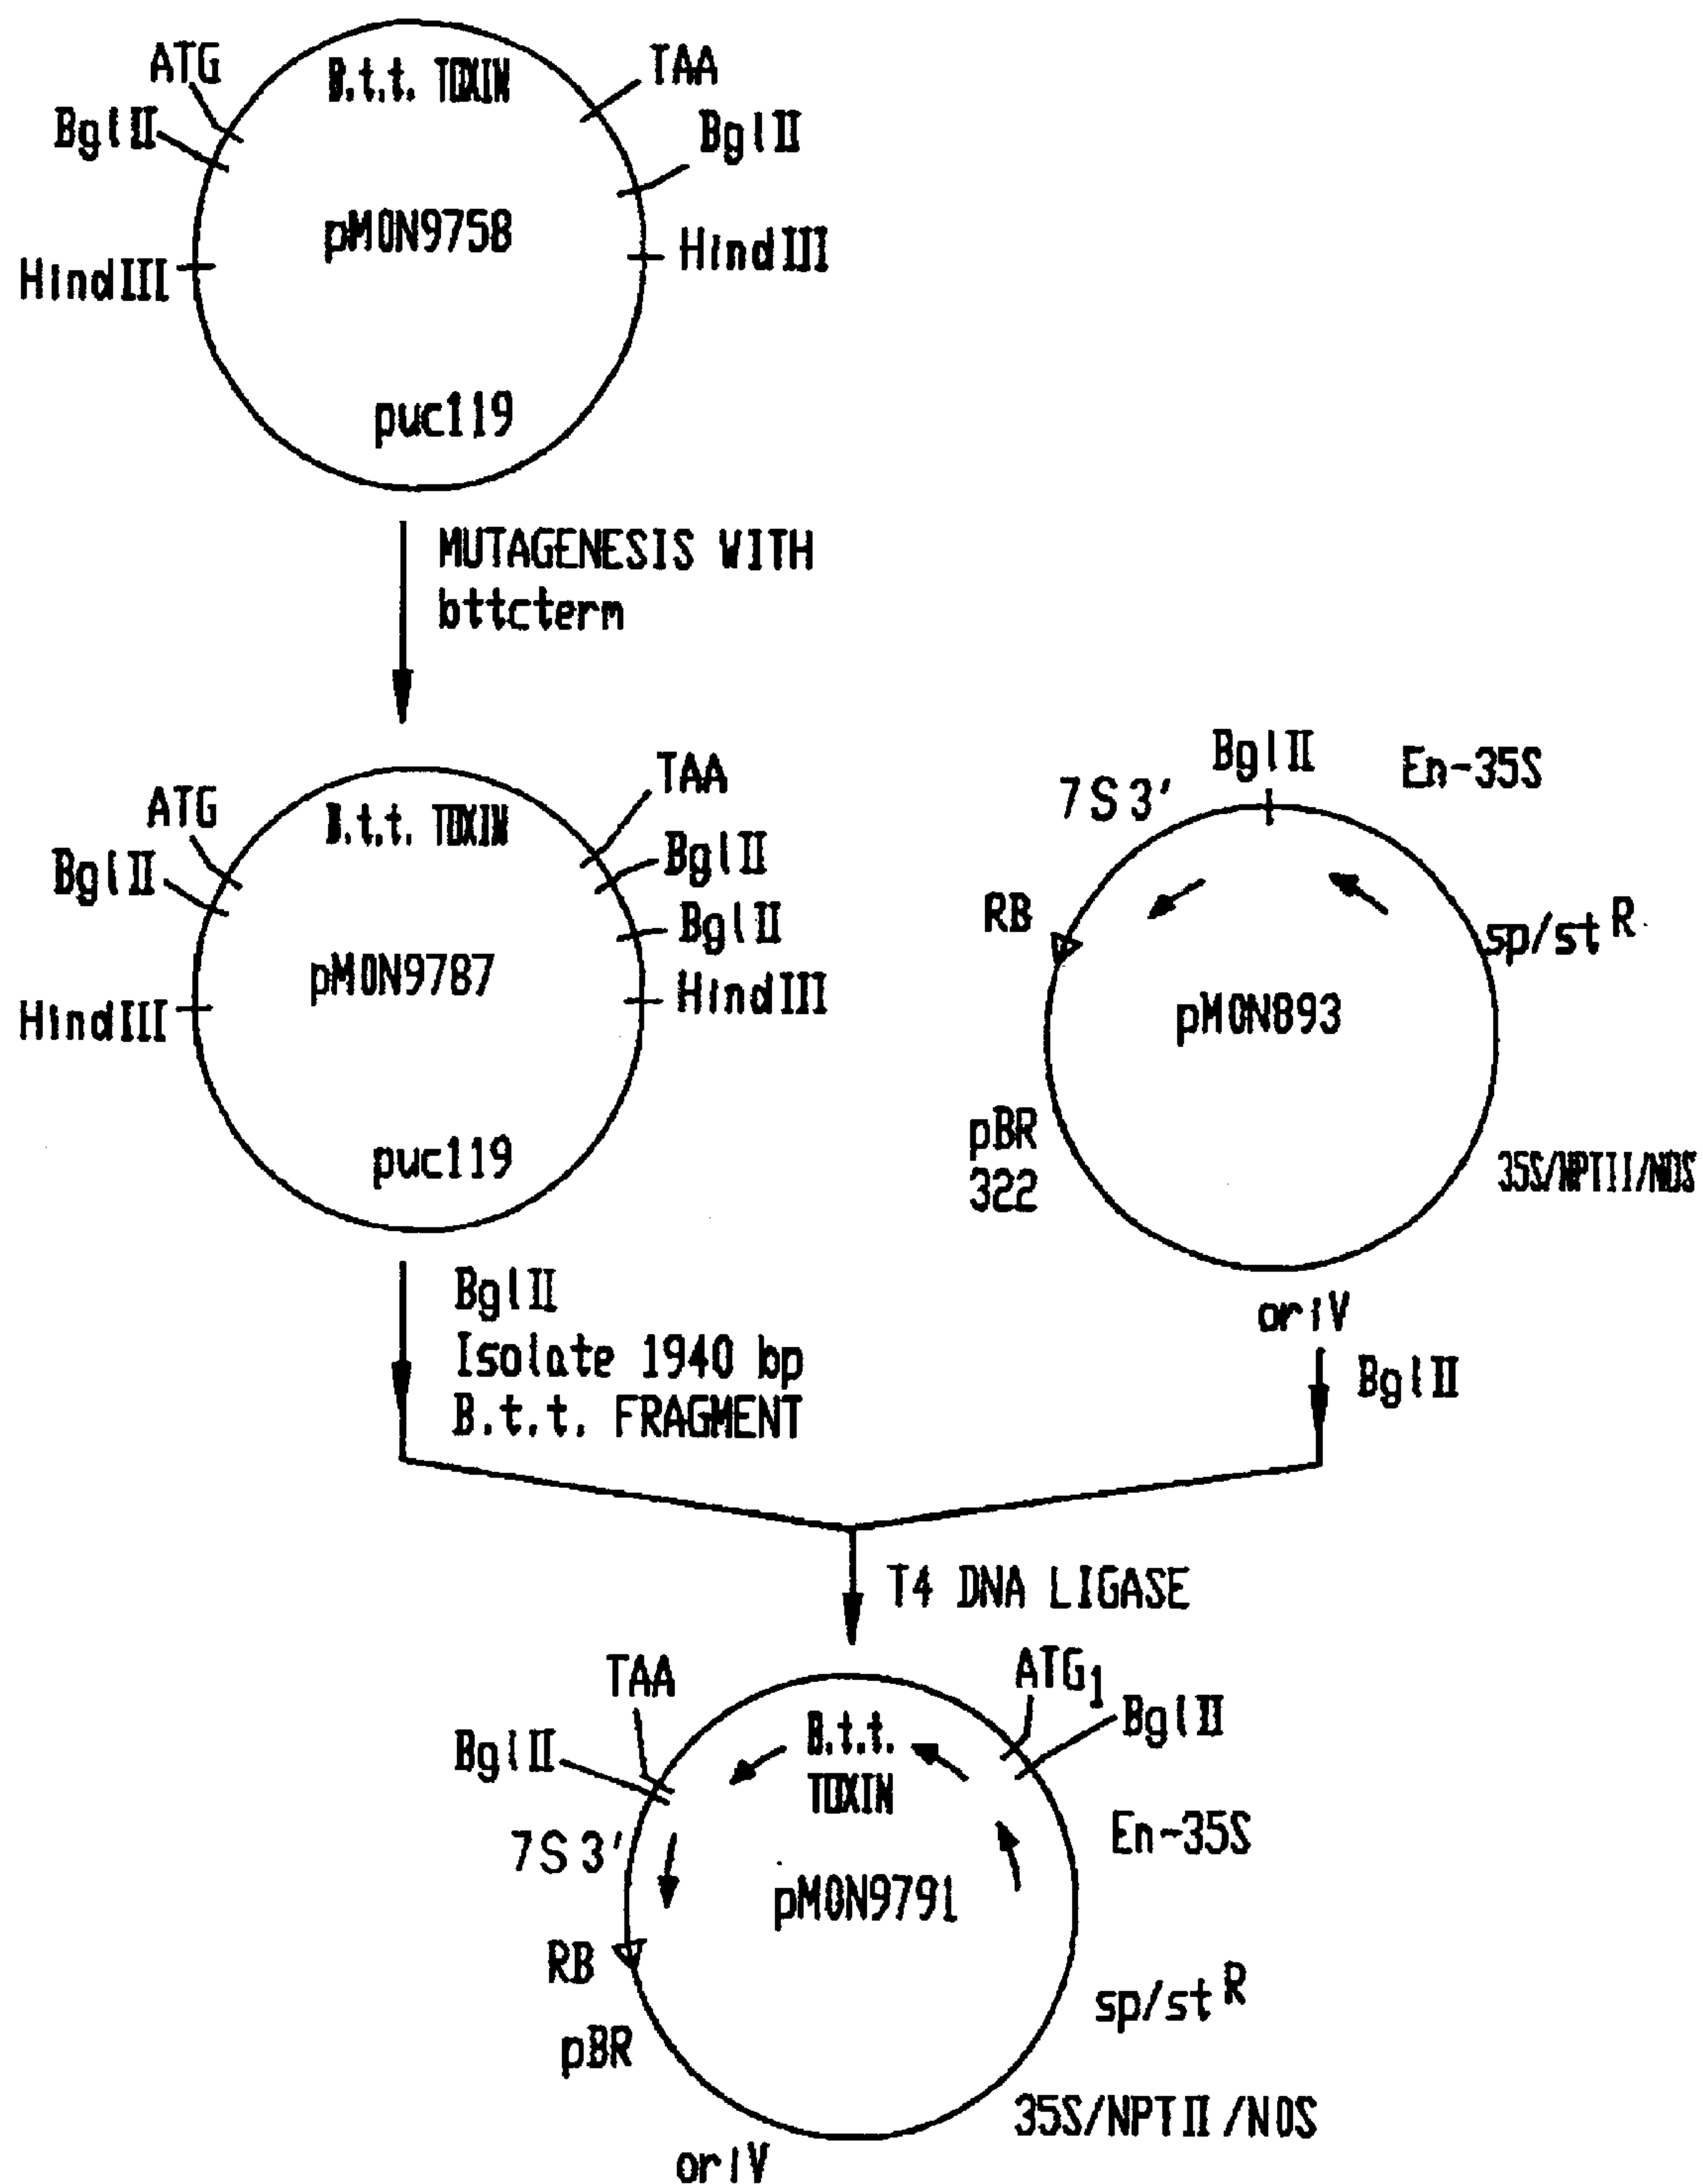 ATG
B.t.t. TOXIN
TAA
BglII
BglII
pMON9758
HindIII
HindIII
puc119
MUTAGENESIS WITH
bttcterm
ATG
B.t.t. TOXIN
TAA
BglII
BglII
BglII
pMON9787
HindIII
HindIII
puc119
BglII
7S 3'
En-35S
RB
sp/st R
pMON893
pBR
322
35S/NPTII/NOS
oriV
BglII
Isolate 1940 bp
B.t.t. FRAGMENT
BglII
T4 DNA LIGASE
TAA
ATG1
BglII
BglII
B.t.t.
TOXIN
7S 3'
En-35S
pMON9791
RB
sp/st R
pBR
35S/NPTII/NOS
oriV